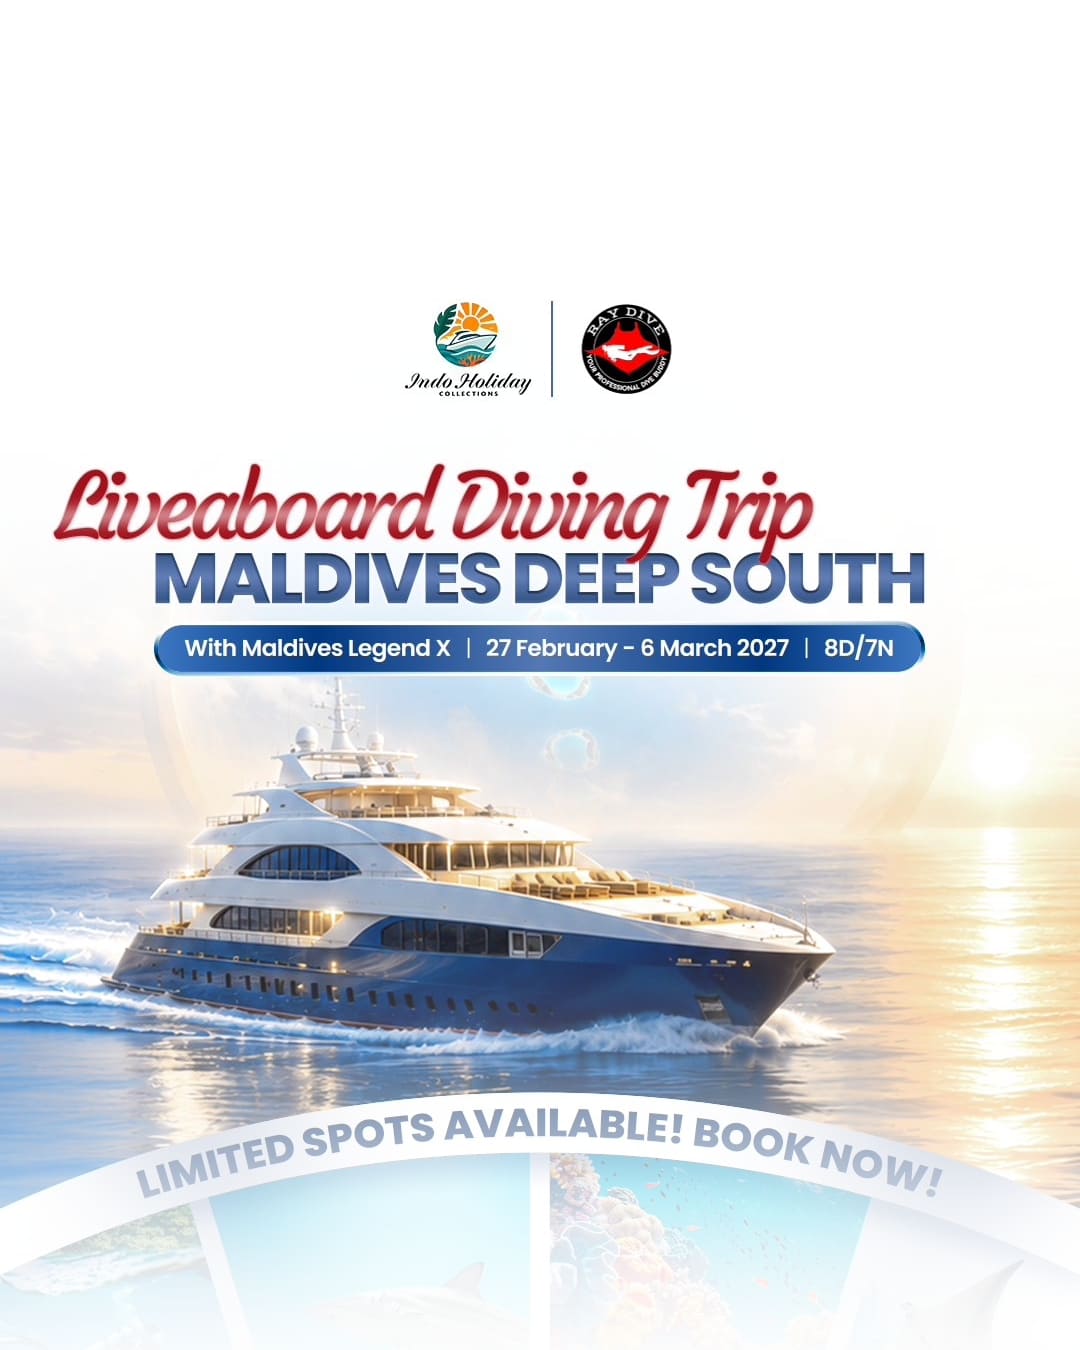 Indo Holiday
COLLECTIONS
RAY DIVE
YOUR PROFESSIONAL DIVE BUDDY
Liveaboard Diving Trip
MALDIVES DEEP SOUTH
With Maldives Legend X | 27 February - 6 March 2027 | 8D/7N
LIMITED SPOTS AVAILABLE! BOOK NOW!